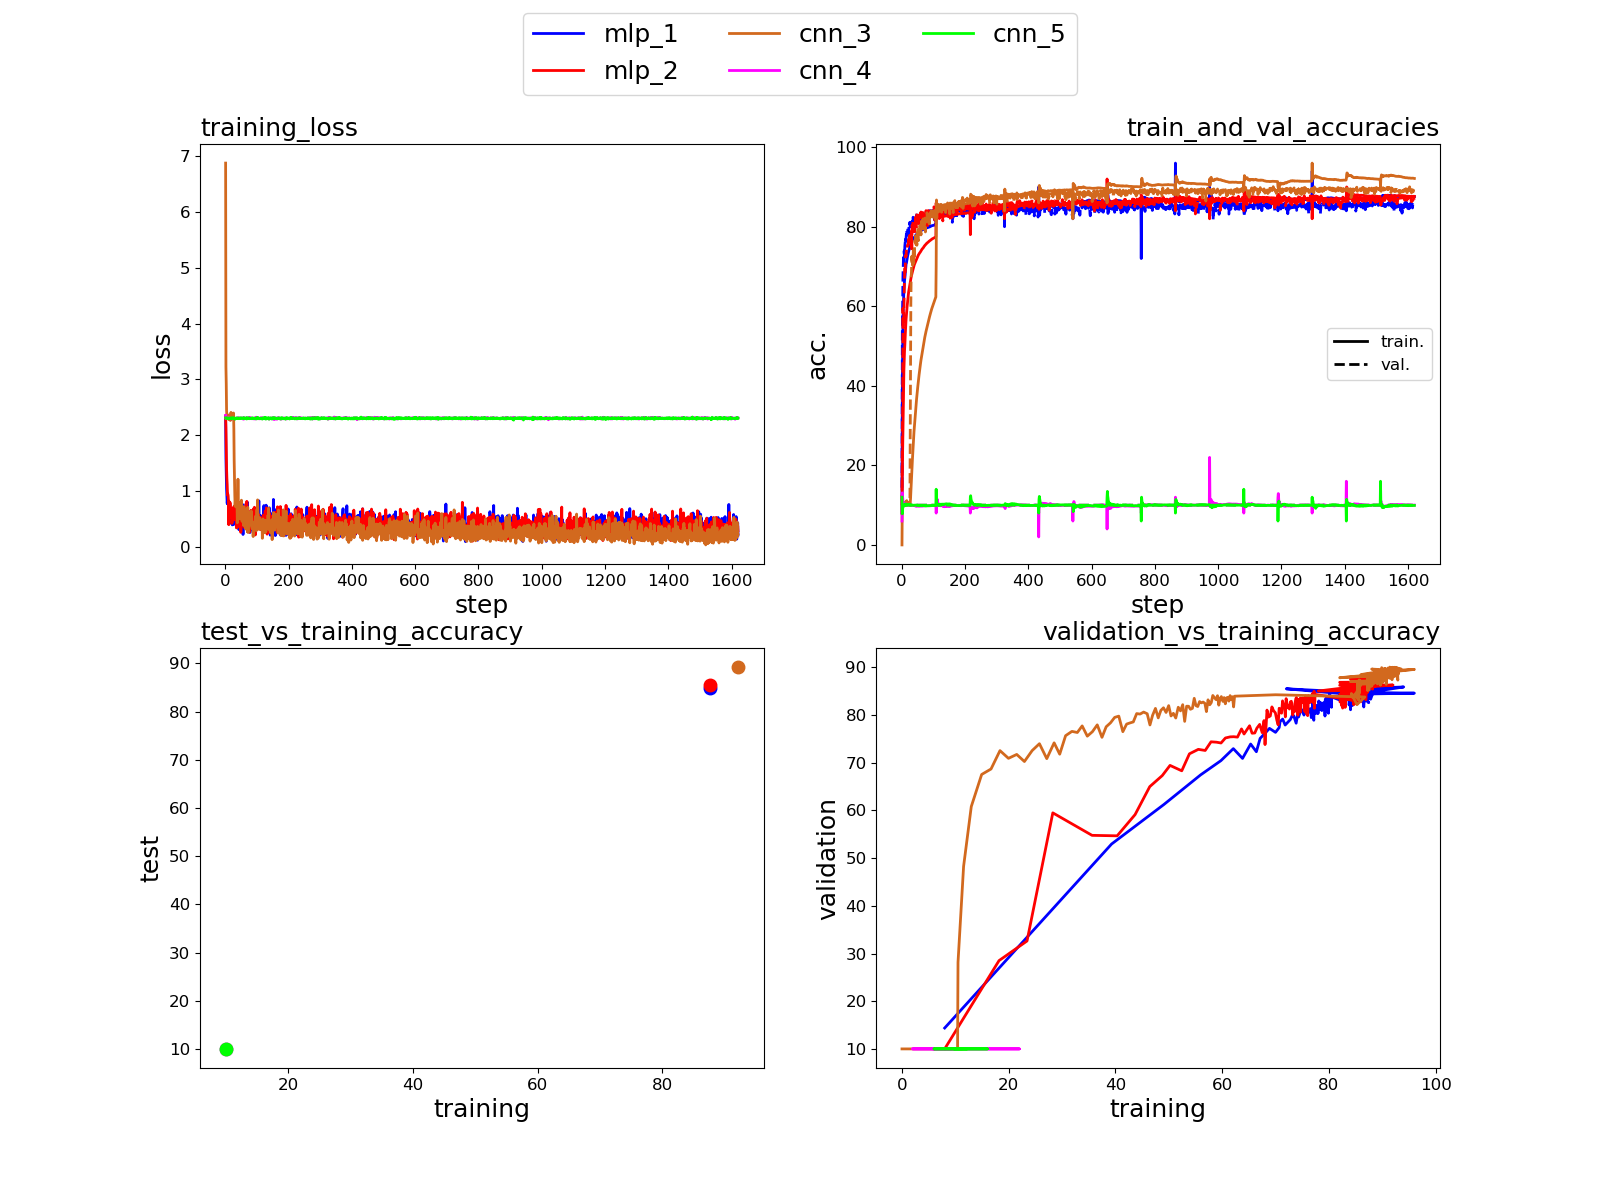 mlp_1 cnn_3 cnn_5
mlp_2 cnn_4
training_loss
7
6
5
4
3
2
1
0
loss
0 200 400 600 800 1000 1200 1400 1600
step
train_and_val_accuracies
100
80
60
40
20
0
acc.
train.
val.
0 200 400 600 800 1000 1200 1400 1600
step
test_vs_training_accuracy
90
80
70
60
50
40
30
20
10
test
20 40 60 80
training
validation_vs_training_accuracy
90
80
70
60
50
40
30
20
10
validation
0 20 40 60 80 100
training